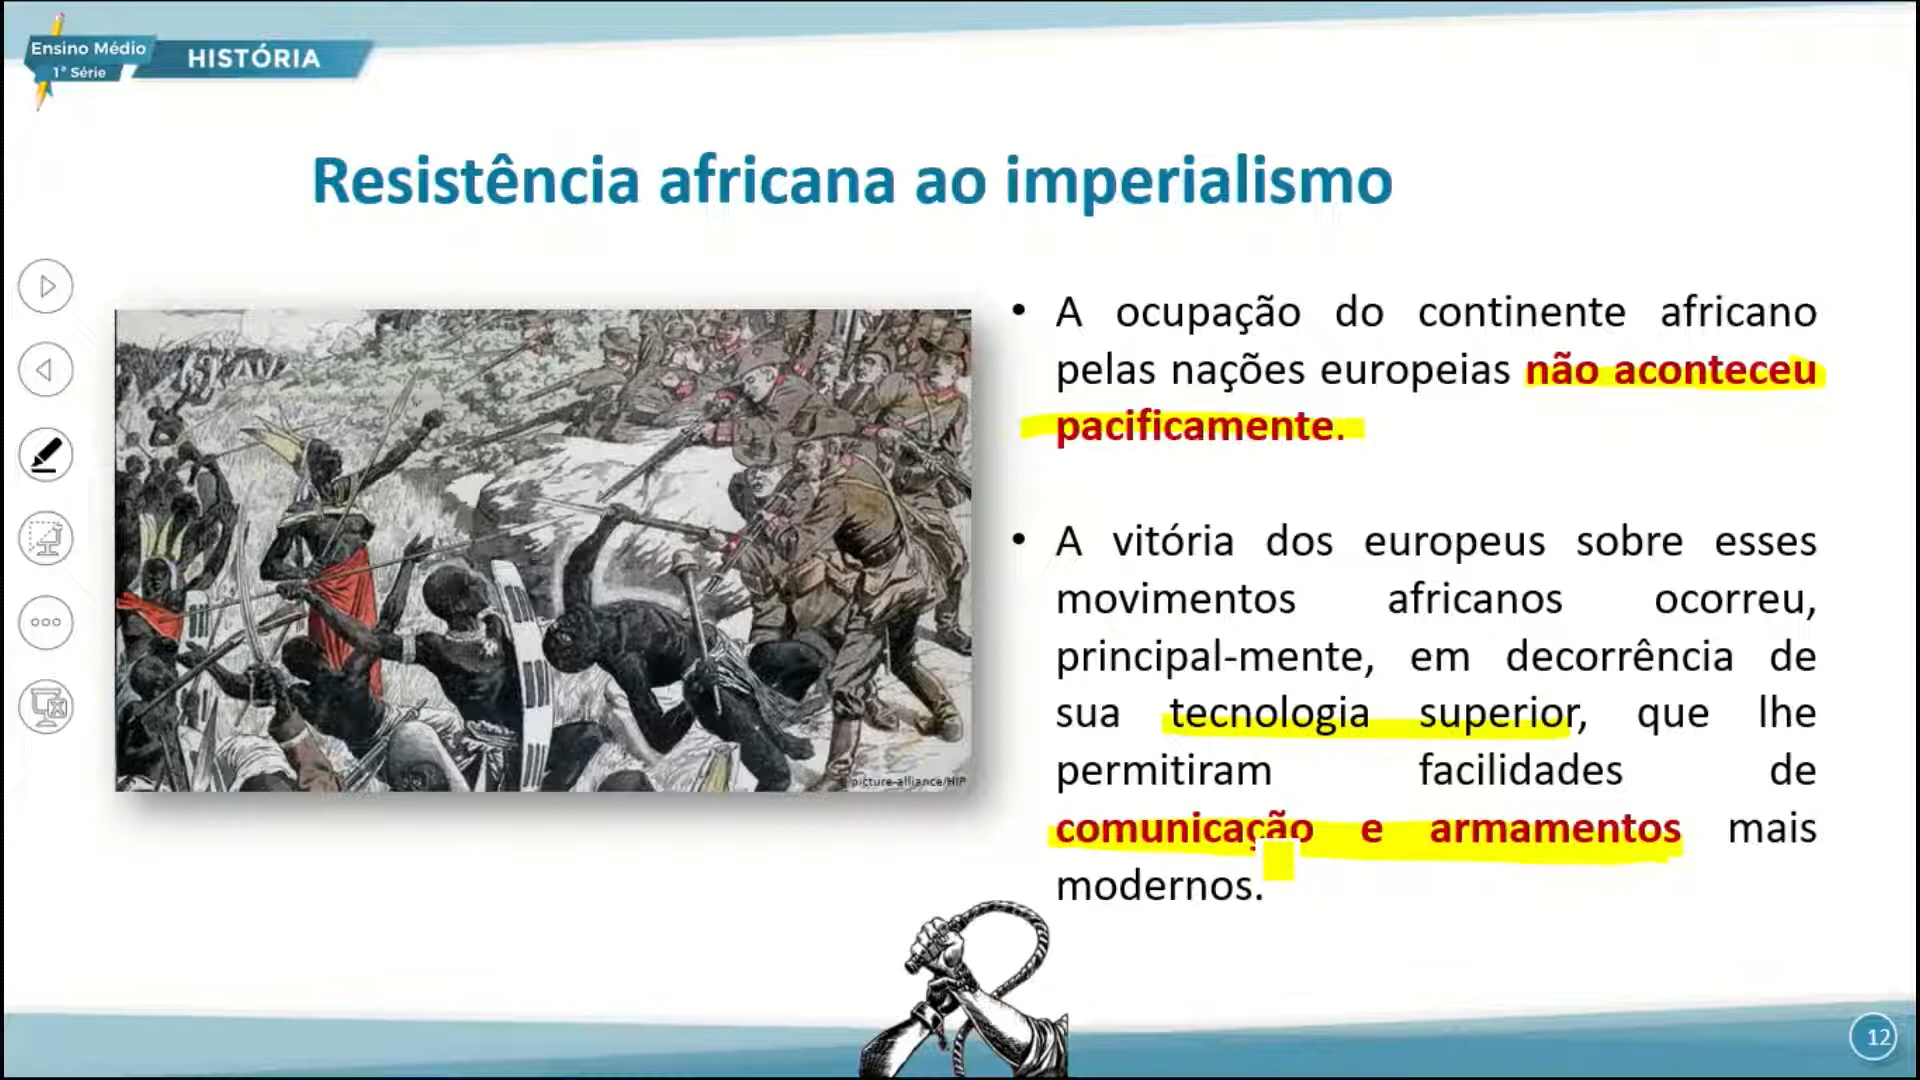 Ensino Médio
1ª Série
HISTÓRIA
Resistência africana ao imperialismo
• A ocupação do continente africano
pelas nações europeias não aconteceu
pacificamente.
• A vitória dos europeus sobre esses
movimentos africanos ocorreu,
principal-mente, em decorrência de
sua tecnologia superior, que lhe
permitiram facilidades de
comunicação e armamentos mais
modernos.
picture-alliance/HIP
12